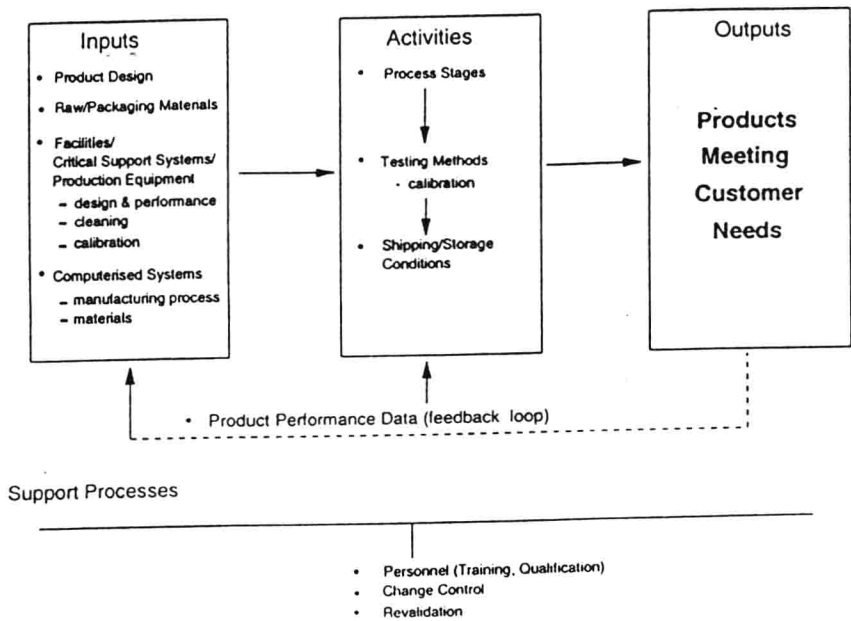 Inputs
• Product Design
• Raw/Packaging Materials
• Facilities/
Critical Support Systems/
Production Equipment
– design & performance
– cleaning
– calibration
• Computerised Systems
– manufacturing process
– materials
Activities
• Process Stages
• Testing Methods
· calibration
• Shipping/Storage
Conditions
Outputs
Products
Meeting
Customer
Needs
• Product Performance Data (feedback loop)
Support Processes
• Personnel (Training, Qualification)
• Change Control
• Revalidation